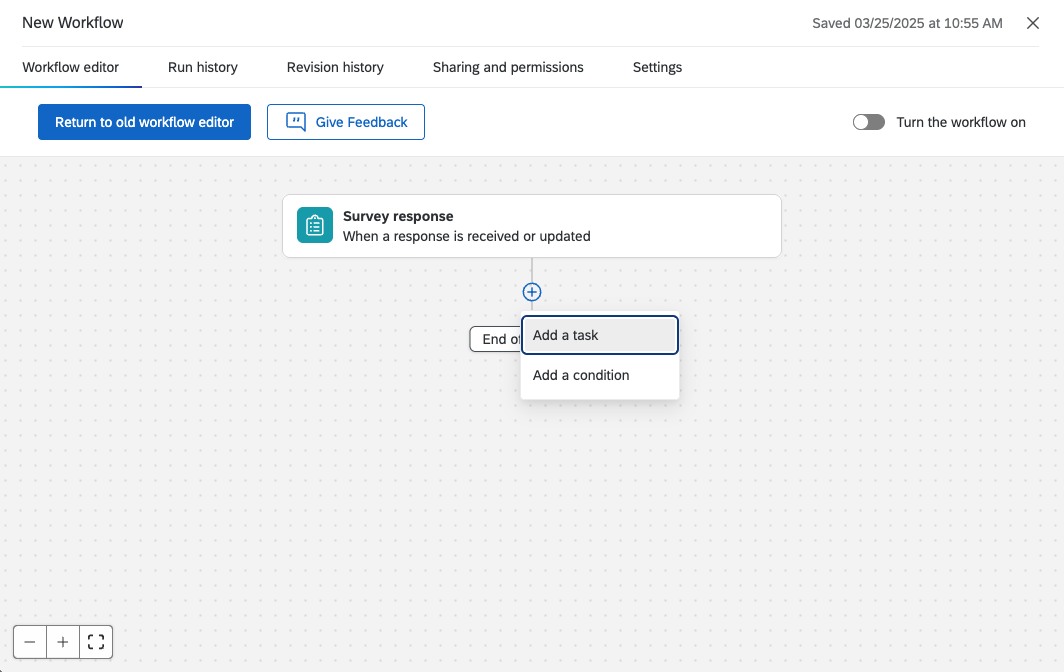 New Workflow
Saved 03/25/2025 at 10:55 AM
Workflow editor
Run history
Revision history
Sharing and permissions
Settings
Return to old workflow editor
Give Feedback
Turn the workflow on
Survey response
When a response is received or updated
End of
Add a task
Add a condition